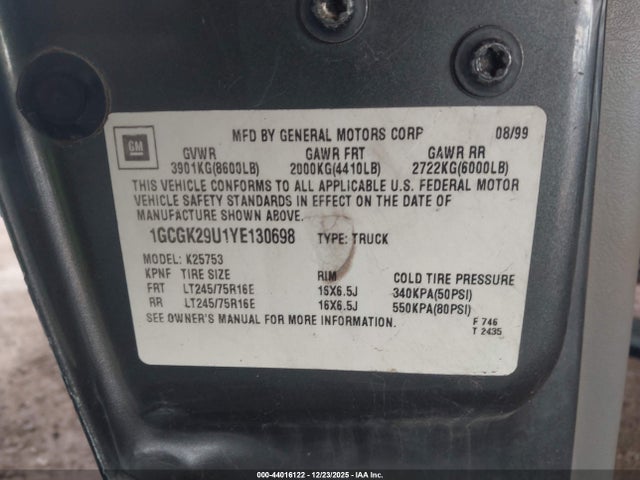 GM
MFD BY GENERAL MOTORS CORP 08/99
GVWR GAWR FRT GAWR RR
3901KG(8600LB) 2000KG(4410LB) 2722KG(6000LB)
THIS VEHICLE CONFORMS TO ALL APPLICABLE U.S. FEDERAL MOTOR
VEHICLE SAFETY STANDARDS IN EFFECT ON THE DATE OF
MANUFACTURE SHOWN ABOVE.
1GCGK29U1YE130698 TYPE: TRUCK
MODEL: K25753
KPNF TIRE SIZE RIM COLD TIRE PRESSURE
FRT LT245/75R16E 16X6.5J 340KPA(50PSI)
RR LT245/75R16E 16X6.5J 550KPA(80PSI)
SEE OWNER'S MANUAL FOR MORE INFORMATION.
F 746
T 2435
000-44016122 - 12/23/2025 - IAA Inc.